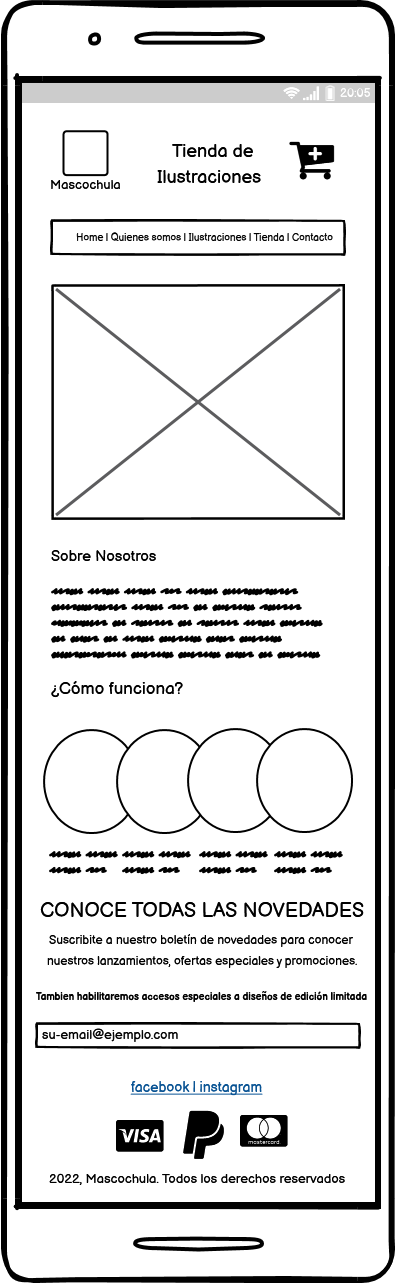 20:05
Tienda de
Ilustraciones
Mascochula
Home | Quienes somos | Ilustraciones | Tienda | Contacto
Sobre Nosotros
¿Cómo funciona?
CONOCE TODAS LAS NOVEDADES
Suscribite a nuestro boletín de novedades para conocer
nuestros lanzamientos, ofertas especiales y promociones.
Tambien habilitaremos accesos especiales a diseños de edición limitada
su-email@ejemplo.com
facebook | instagram
VISA
mastercard
2022, Mascochula. Todos los derechos reservados